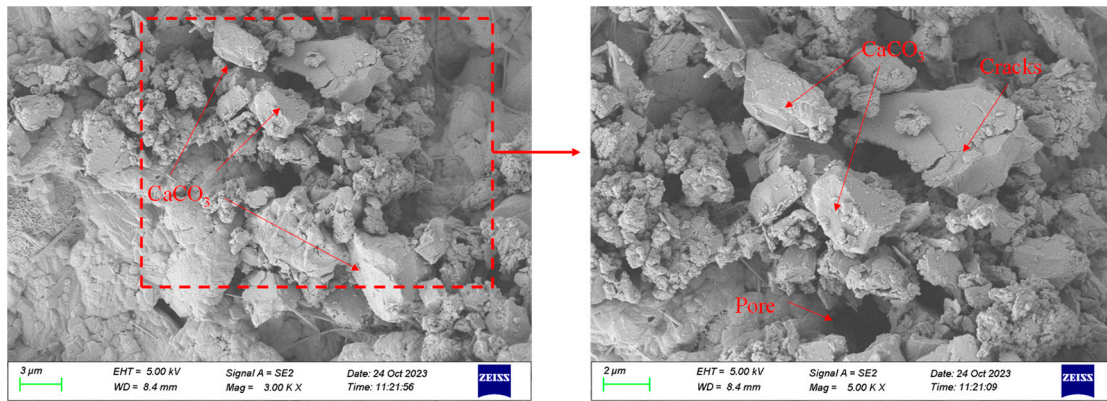 CaCO3
3 µm
EHT = 5.00 kV
WD = 8.4 mm
Signal A = SE2
Mag = 3.00 K X
Date: 24 Oct 2023
Time: 11:21:56
ZEISS
CaCO3
Cracks
Pore
2 µm
EHT = 5.00 kV
WD = 8.4 mm
Signal A = SE2
Mag = 5.00 K X
Date: 24 Oct 2023
Time: 11:21:09
ZEISS